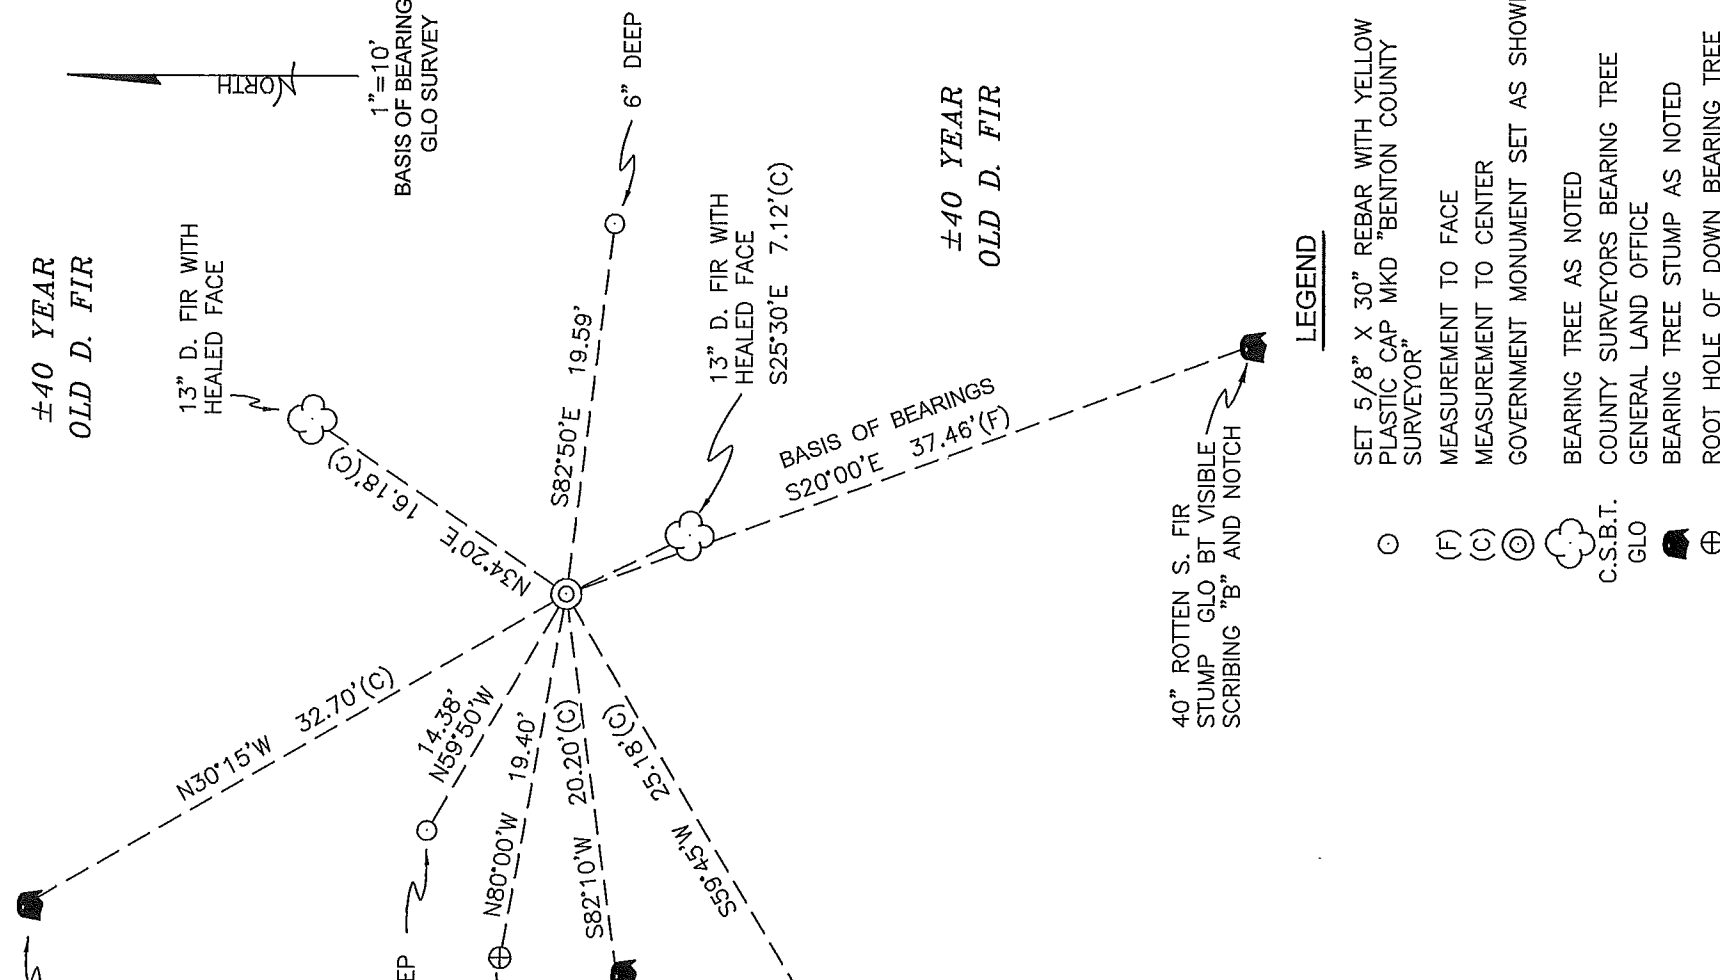 ±40 YEAR
OLD D. FIR
NORTH
1"=10'
BASIS OF BEARING
GLO SURVEY
13" D. FIR WITH
HEALED FACE
N34°20'E 16.18'(C)
6" DEEP
S82°50'E 19.59'
13" D. FIR WITH
HEALED FACE
S25°30'E 7.12'(C)
±40 YEAR
OLD D. FIR
BASIS OF BEARINGS
S20°00'E 37.46'(F)
N30°15'W 32.70'(C)
14.38'
N59°50'W
EP
N80°00'W 19.40'
S82°10'W 20.20'(C)
S59°45'W 25.18'(C)
40" ROTTEN S. FIR
STUMP GLO BT VISIBLE
SCRIBING "B" AND NOTCH
LEGEND
SET 5/8" X 30" REBAR WITH YELLOW
PLASTIC CAP MKD "BENTON COUNTY
SURVEYOR"
(F) MEASUREMENT TO FACE
(C) MEASUREMENT TO CENTER
GOVERNMENT MONUMENT SET AS SHOW
BEARING TREE AS NOTED
C.S.B.T. COUNTY SURVEYORS BEARING TREE
GLO GENERAL LAND OFFICE
BEARING TREE STUMP AS NOTED
ROOT HOLE OF DOWN BEARING TREE